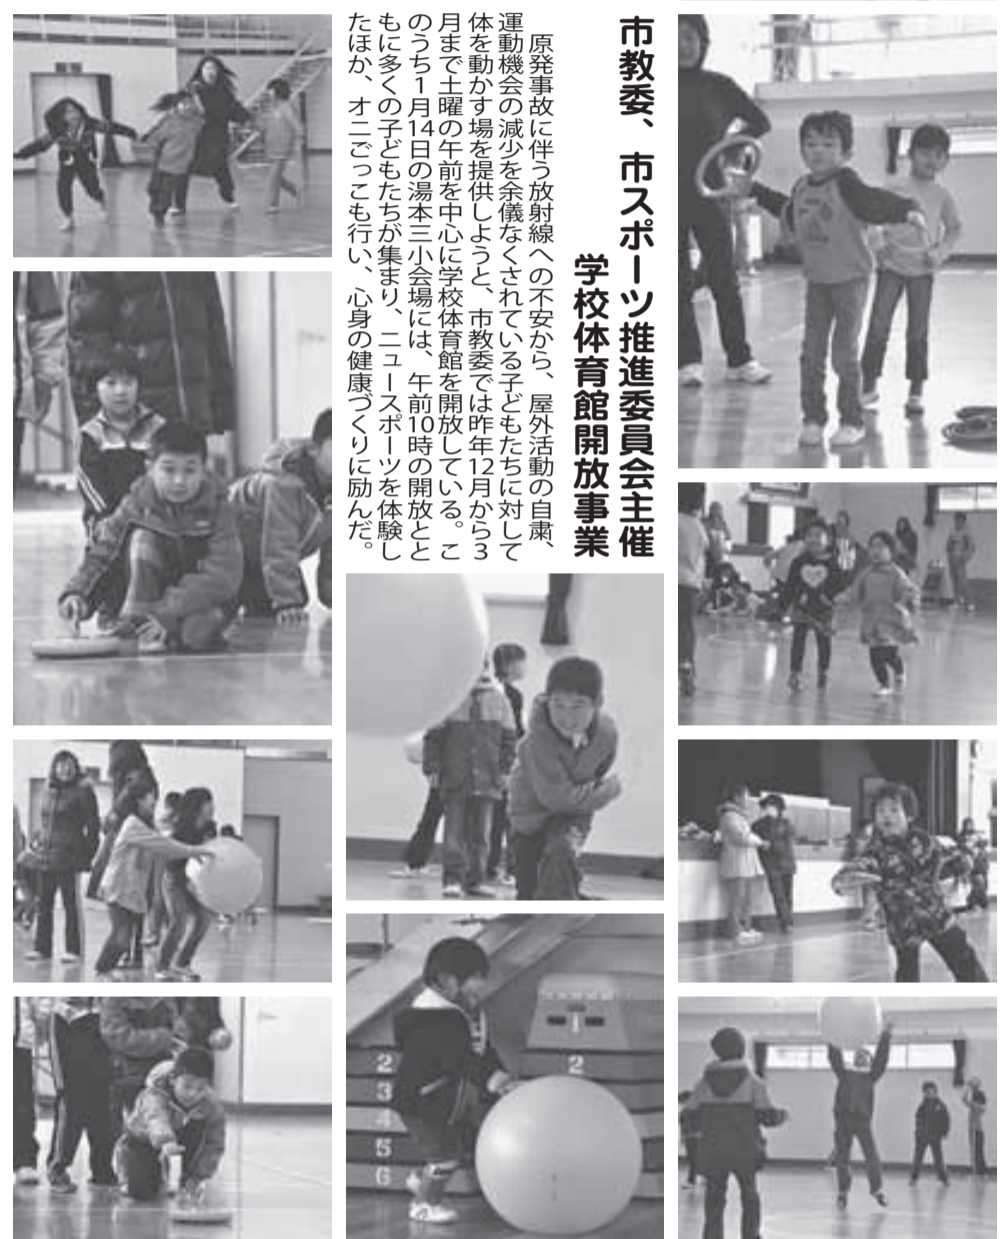 市教委、市スポーツ推進委員会主催
学校体育館開放事業
原発事故に伴う放射線への不安から、屋外活動の自粛、
運動機会の減少を余儀なくされている子どもたちに対して
体を動かす場を提供しようと、市教委では昨年12月から3
月まで土曜の午前を中心に学校体育館を開放している。こ
のうち1月14日の湯本三小会場には、午前10時の開放とと
もに多くの子どもたちが集まり、ニュースポーツを体験し
たほか、オニごっこも行い、心身の健康づくりに励んだ。
1
2
2
3
4
5
6